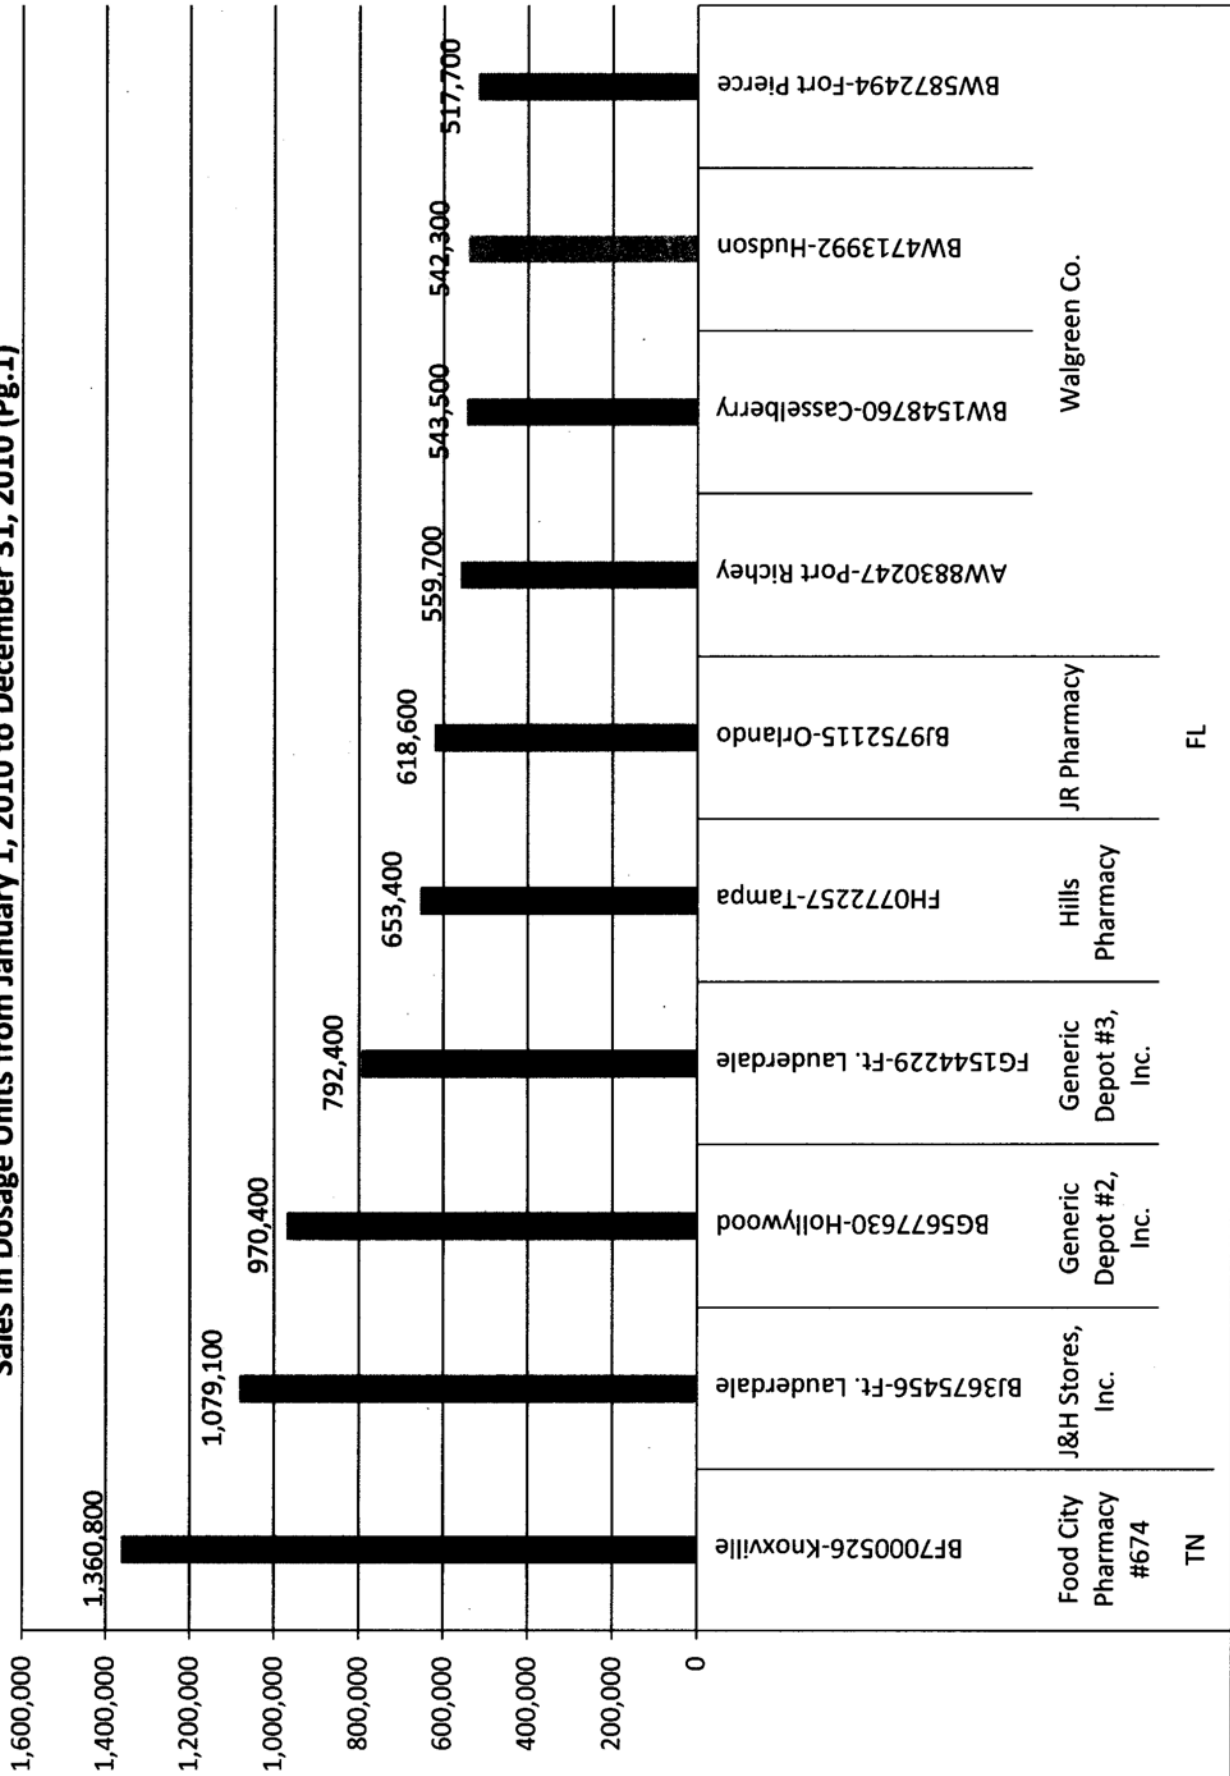 Sales in Dosage Units from January 1, 2010 to December 31, 2010 (Pg.1)
1,600,000
1,400,000
1,200,000
1,000,000
800,000
600,000
400,000
200,000
0
1,360,800
1,079,100
970,400
792,400
653,400
618,600
559,700
543,500
542,300
517,700
BF7000526-Knoxville
BJ3675456-Ft. Lauderdale
BG5677630-Hollywood
FG1544229-Ft. Lauderdale
FH0772257-Tampa
BJ9752115-Orlando
AW8830247-Port Richey
BW1548760-Casselberry
BW4713992-Hudson
BW5872494-Fort Pierce
Food City
Pharmacy
#674
J&H Stores,
Inc.
Generic
Depot #2,
Inc.
Generic
Depot #3,
Inc.
Hills
Pharmacy
JR Pharmacy
Walgreen Co.
TN
FL